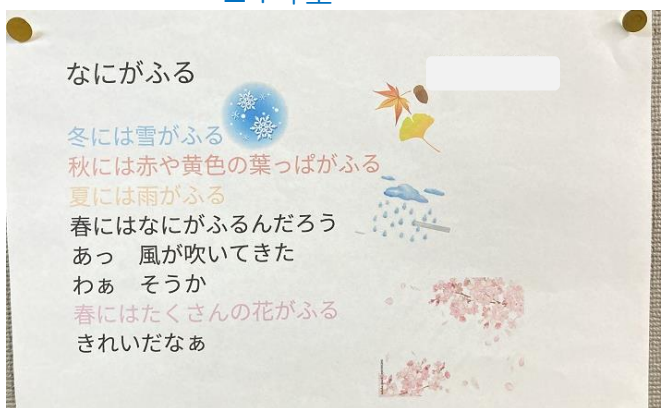 なにがふる
冬には雪がふる
秋には赤や黄色の葉っぱがふる
夏には雨がふる
春にはなにがふるんだろう
あっ　風が吹いてきた
わぁ　そうか
春にはたくさんの花がふる
きれいだなぁ